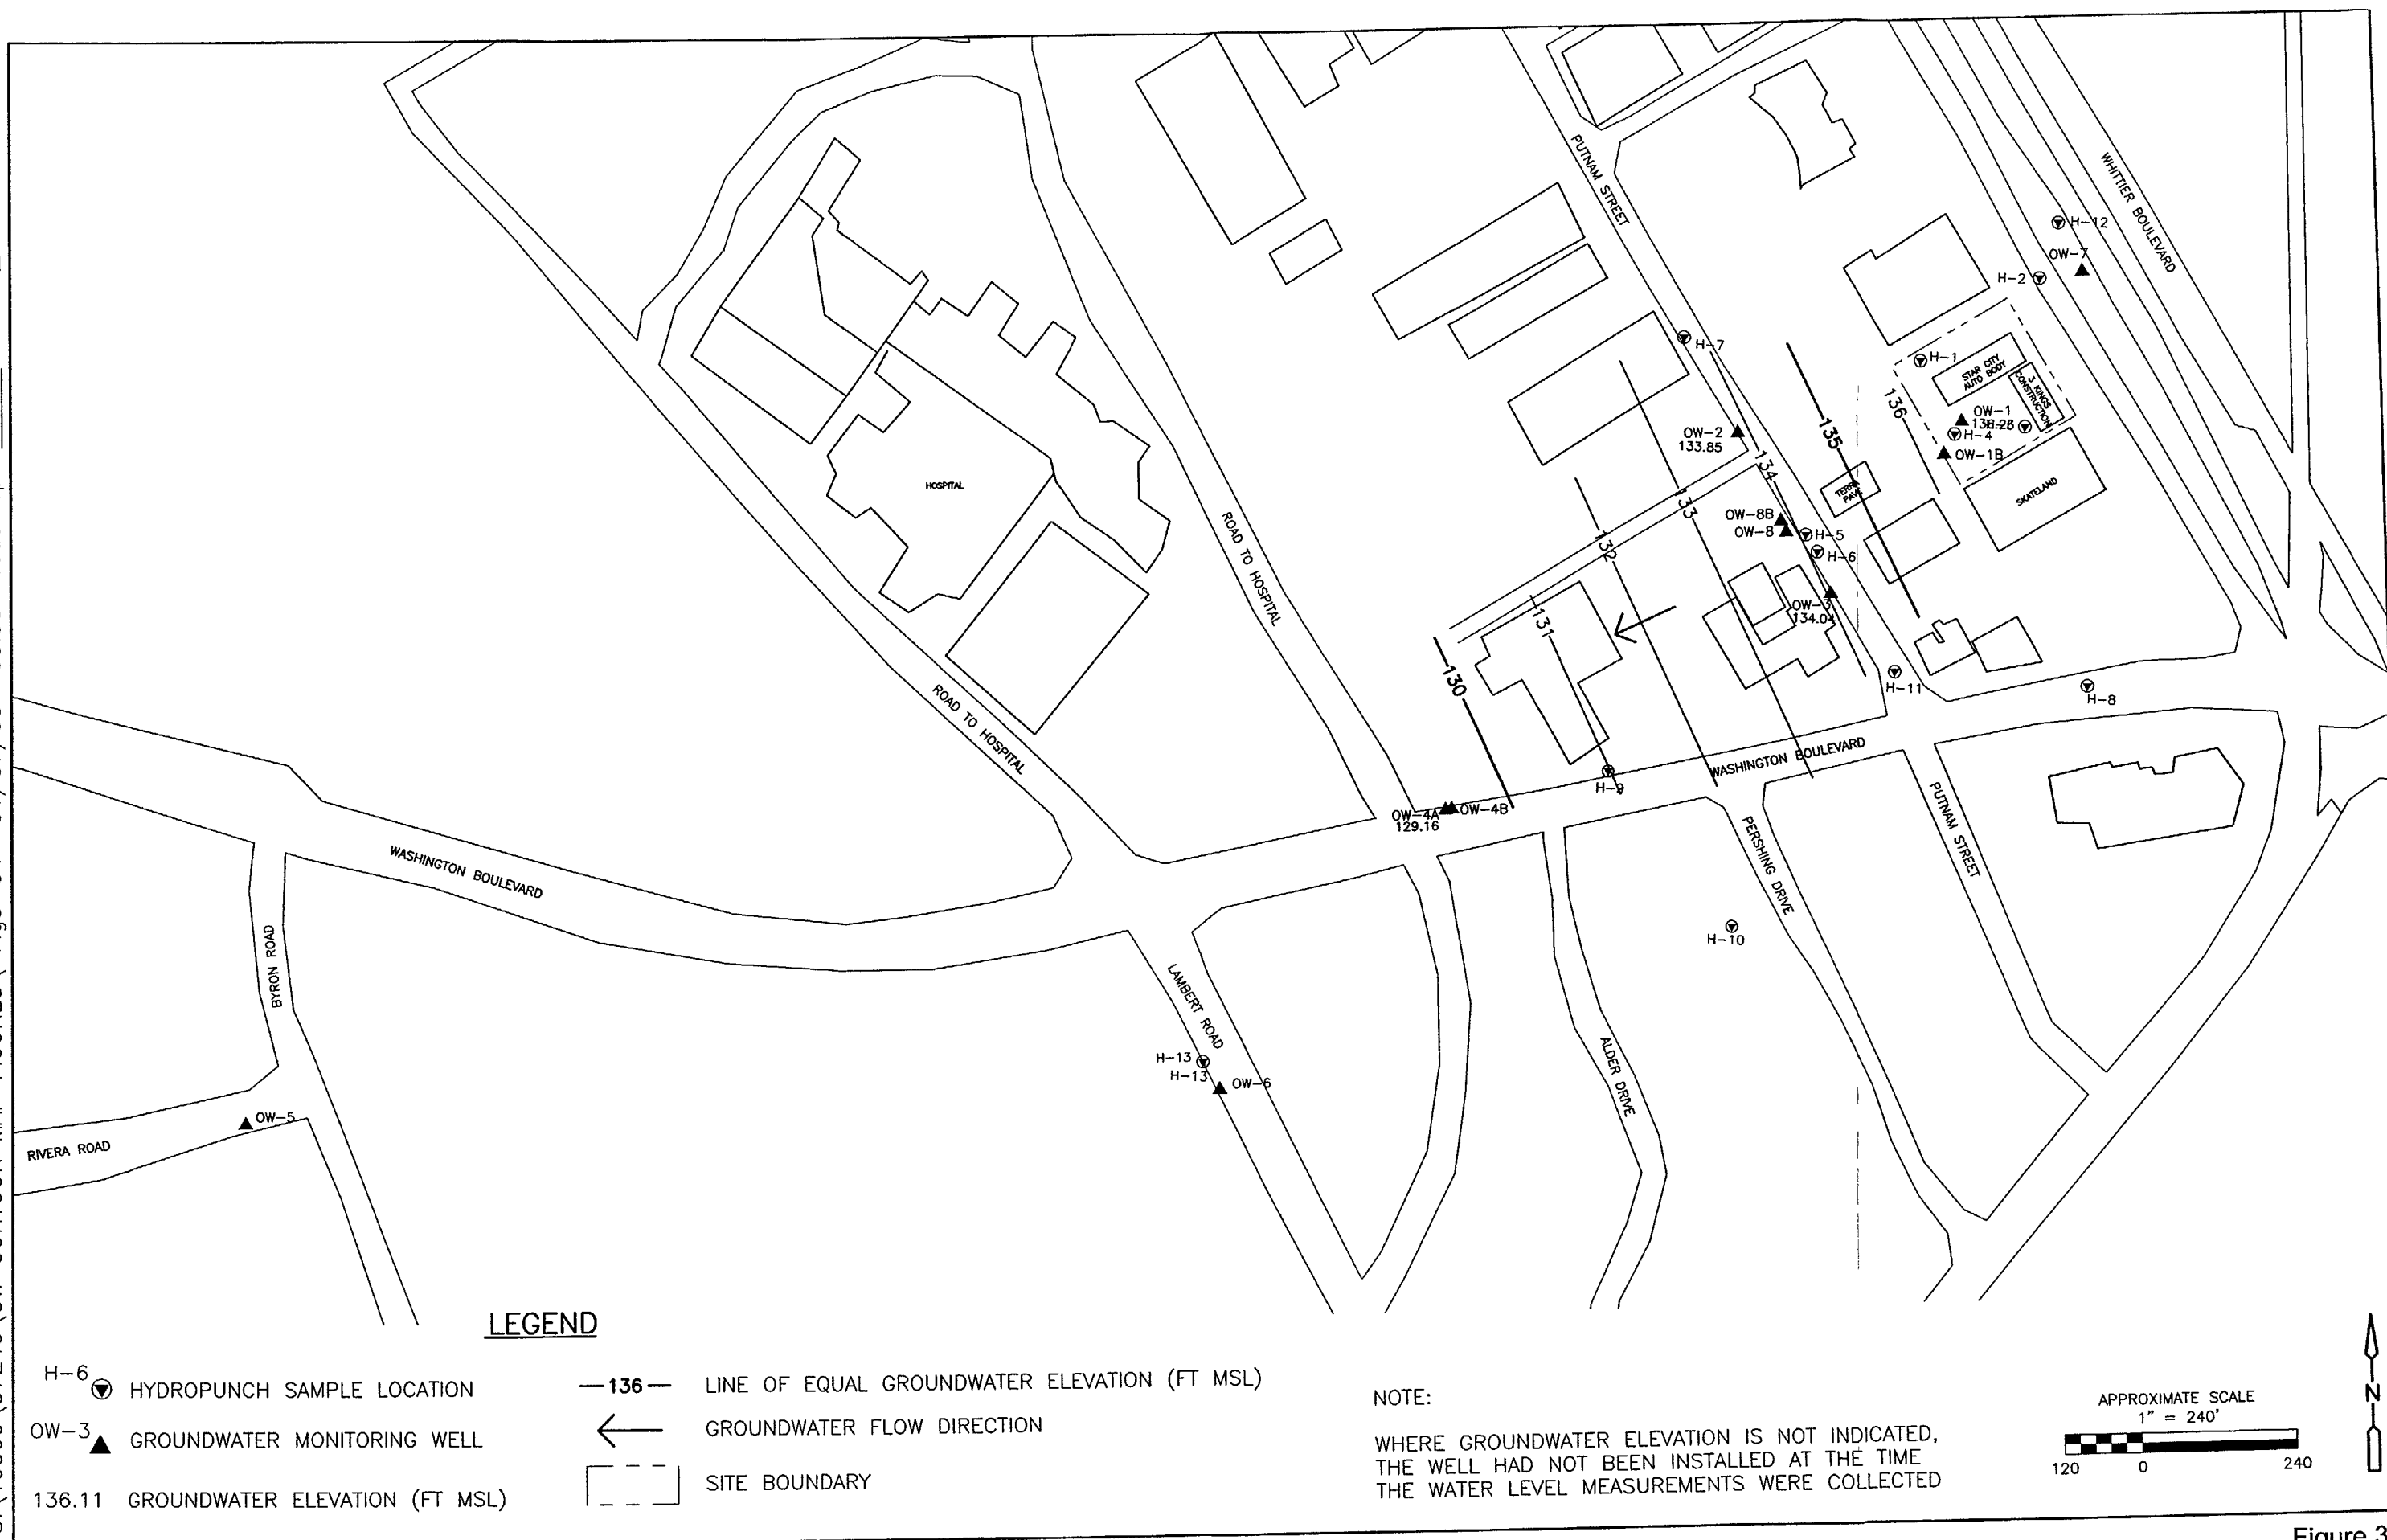 PUTNAM STREET
WHITTIER BOULEVARD
H-12
OW-7
H-2
H-7
H-1
STAR CITY
AUTO BODY
3 KINGS
CONSTRUCTION
136
OW-1
H-4
OW-1B
SKATELAND
OW-2
133.85
135
134
TERRA
PAVE
133
OW-8B
OW-8
H-5
H-6
HOSPITAL
ROAD TO HOSPITAL
132
OW-3
134.04
131
130
H-11
H-8
ROAD TO HOSPITAL
WASHINGTON BOULEVARD
H-9
OW-4A
129.16
OW-4B
PERSHING DRIVE
PUTNAM STREET
WASHINGTON BOULEVARD
H-10
BYRON ROAD
LAMBERT ROAD
ALDER DRIVE
H-13
H-13
OW-6
OW-5
RIVERA ROAD
LEGEND
H-6 HYDROPUNCH SAMPLE LOCATION
OW-3 GROUNDWATER MONITORING WELL
136.11 GROUNDWATER ELEVATION (FT MSL)
136 LINE OF EQUAL GROUNDWATER ELEVATION (FT MSL)
GROUNDWATER FLOW DIRECTION
SITE BOUNDARY
NOTE:
WHERE GROUNDWATER ELEVATION IS NOT INDICATED,
THE WELL HAD NOT BEEN INSTALLED AT THE TIME
THE WATER LEVEL MEASUREMENTS WERE COLLECTED
APPROXIMATE SCALE
1" = 240'
120 0 240
N
Figure 3